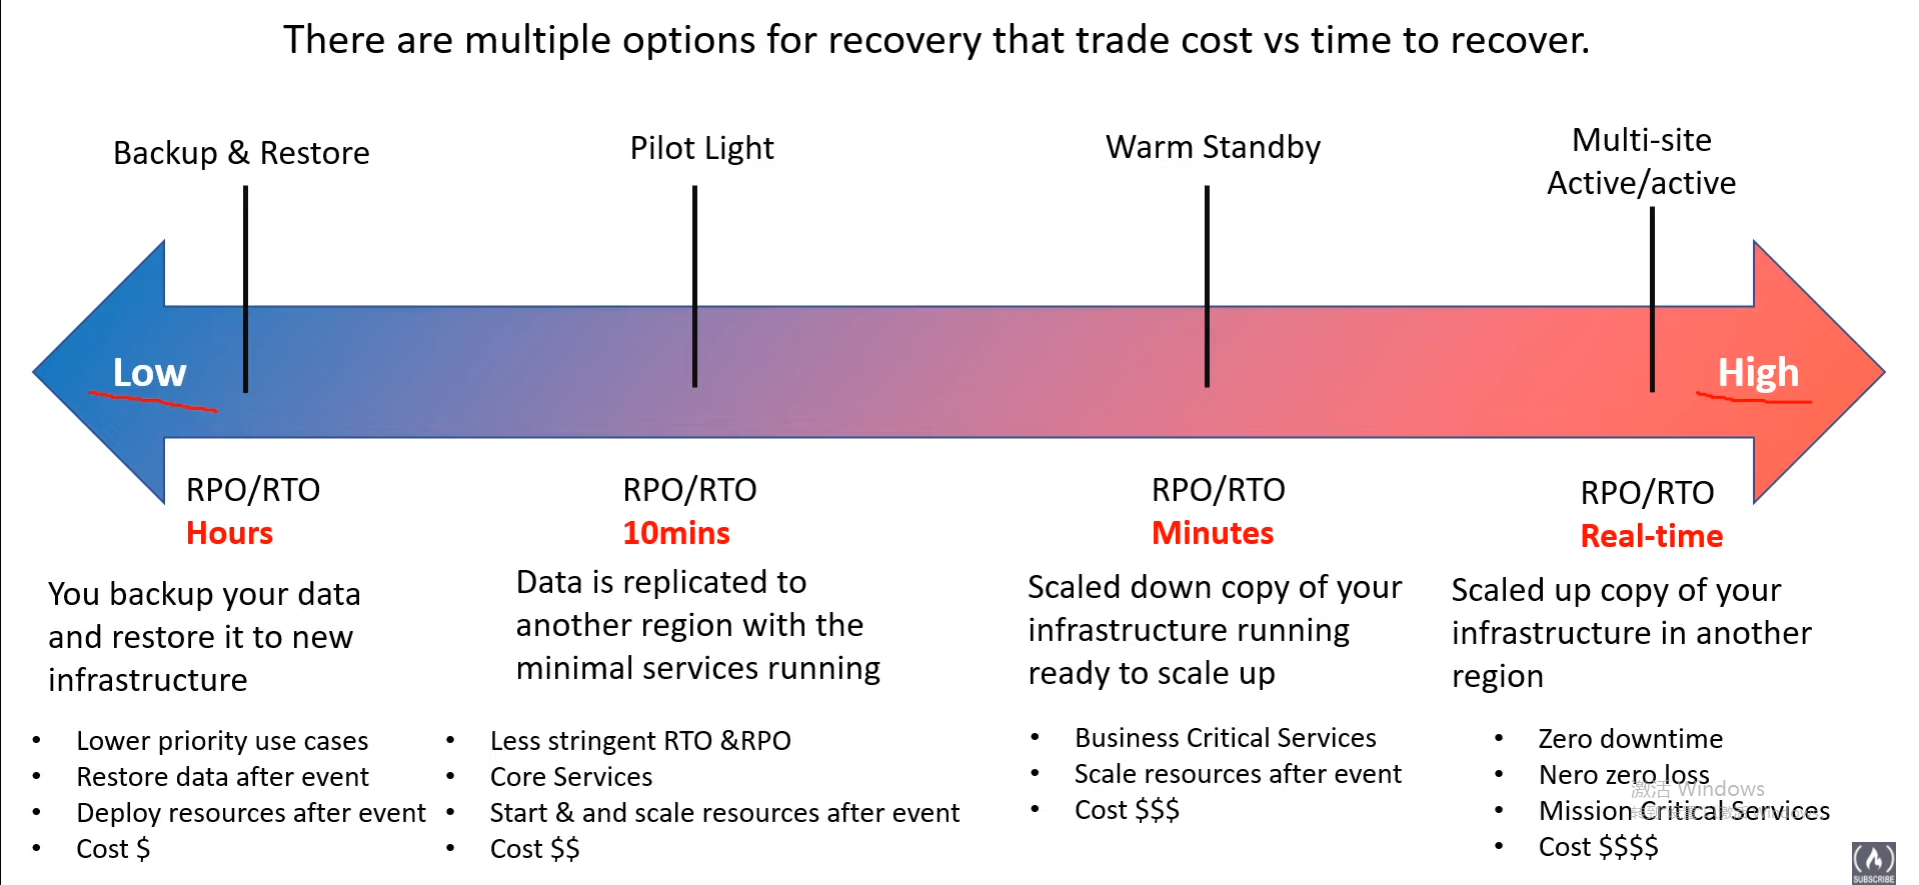 There are multiple options for recovery that trade cost vs time to recover.
Backup & Restore
Pilot Light
Warm Standby
Multi-site
Active/active
Low
High
RPO/RTO
Hours
You backup your data
and restore it to new
infrastructure
• Lower priority use cases
• Restore data after event
• Deploy resources after event
• Cost $
RPO/RTO
10mins
Data is replicated to
another region with the
minimal services running
• Less stringent RTO &RPO
• Core Services
• Start & and scale resources after event
• Cost $$
RPO/RTO
Minutes
Scaled down copy of your
infrastructure running
ready to scale up
• Business Critical Services
• Scale resources after event
• Cost $$$
RPO/RTO
Real-time
Scaled up copy of your
infrastructure in another
region
• Zero downtime
• Nero zero loss
• Mission Critical Services
• Cost $$$$
激活 Windows
SUBSCRIBE